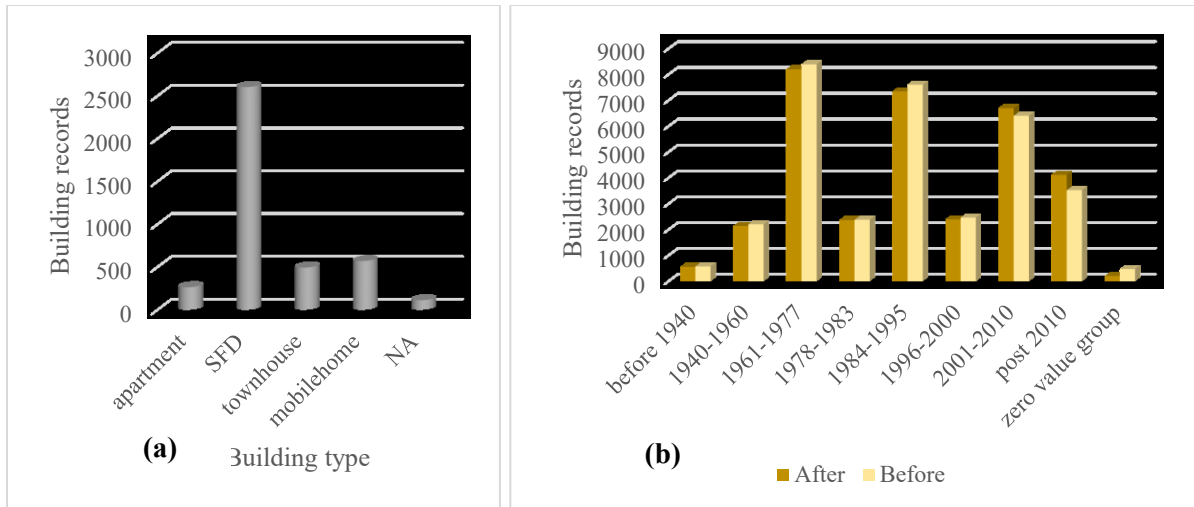 3000
2500
2000
1500
1000
500
0
Building records
apartment
SFD
townhouse
mobilehome
NA
(a)
Building type
9000
8000
7000
6000
5000
4000
3000
2000
1000
0
Building records
before 1940
1940-1960
1961-1977
1978-1983
1984-1995
1996-2000
2001-2010
post 2010
zero value group
(b)
After
Before